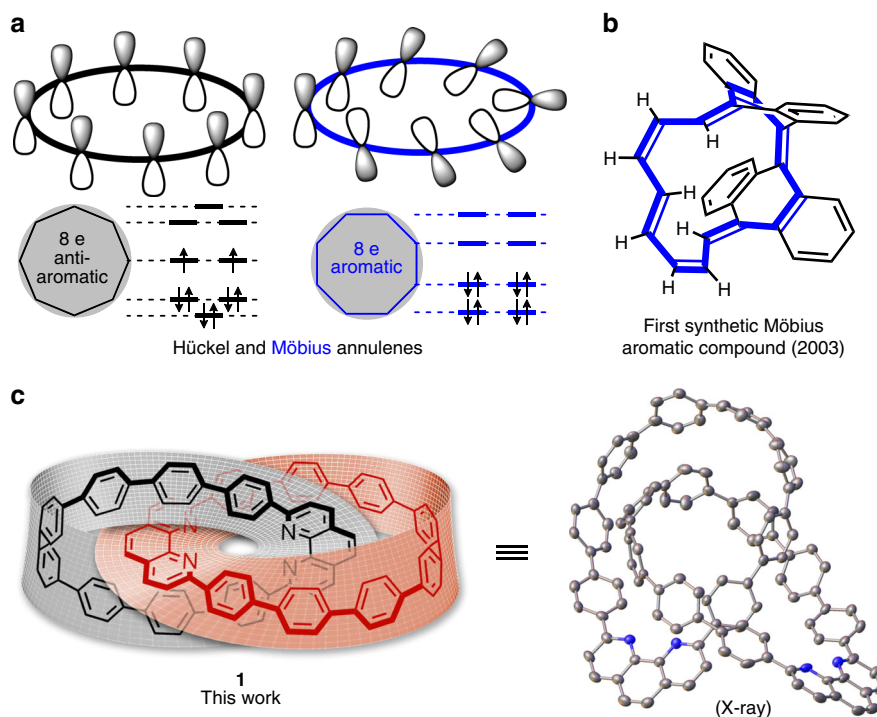 a
8 e
anti-
aromatic
8 e
aromatic
Hückel and Möbius annulenes
b
H
H
H
H
H
H
H
H
First synthetic Möbius
aromatic compound (2003)
c
N
N
N
N
1
This work
≡
(X-ray)